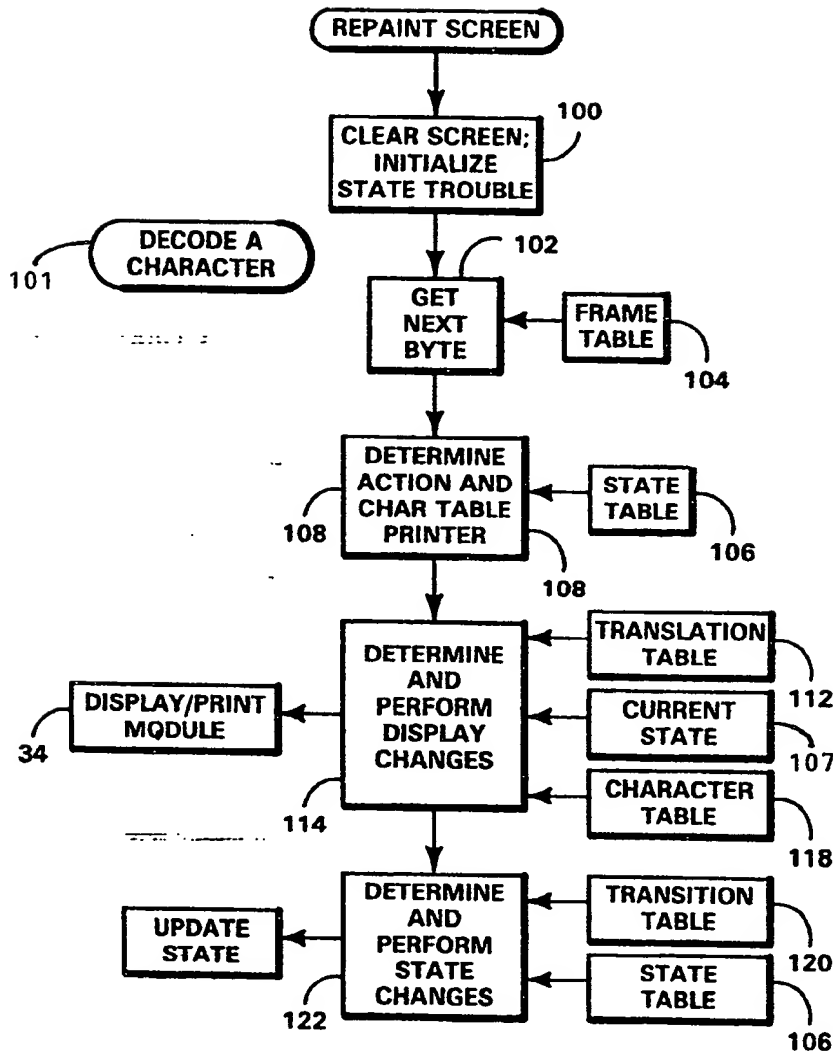 REPAINT SCREEN
CLEAR SCREEN;
INITIALIZE
STATE TROUBLE
100
DECODE A
CHARACTER
101
102
GET
NEXT
BYTE
FRAME
TABLE
104
DETERMINE
ACTION AND
CHAR TABLE
PRINTER
108
108
STATE
TABLE
106
DETERMINE
AND
PERFORM
DISPLAY
CHANGES
114
TRANSLATION
TABLE
112
CURRENT
STATE
107
CHARACTER
TABLE
118
DISPLAY/PRINT
MODULE
34
DETERMINE
AND
PERFORM
STATE
CHANGES
122
TRANSITION
TABLE
120
STATE
TABLE
106
UPDATE
STATE